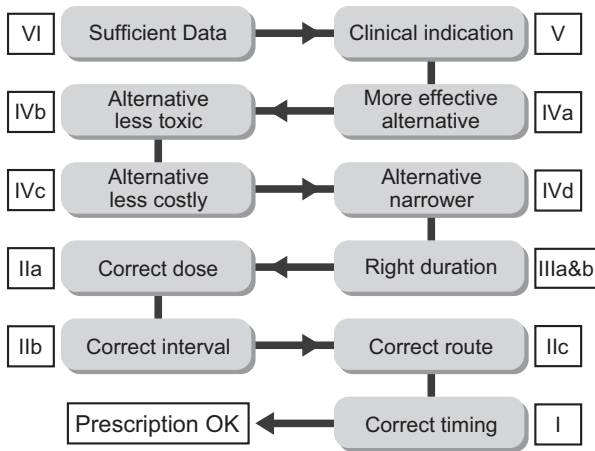 VI
Sufficient Data
Clinical indication
V
IVb
Alternative
less toxic
More effective
alternative
IVa
IVc
Alternative
less costly
Alternative
narrower
IVd
IIa
Correct dose
Right duration
IIIa&b
IIb
Correct interval
Correct route
IIc
Prescription OK
Correct timing
I